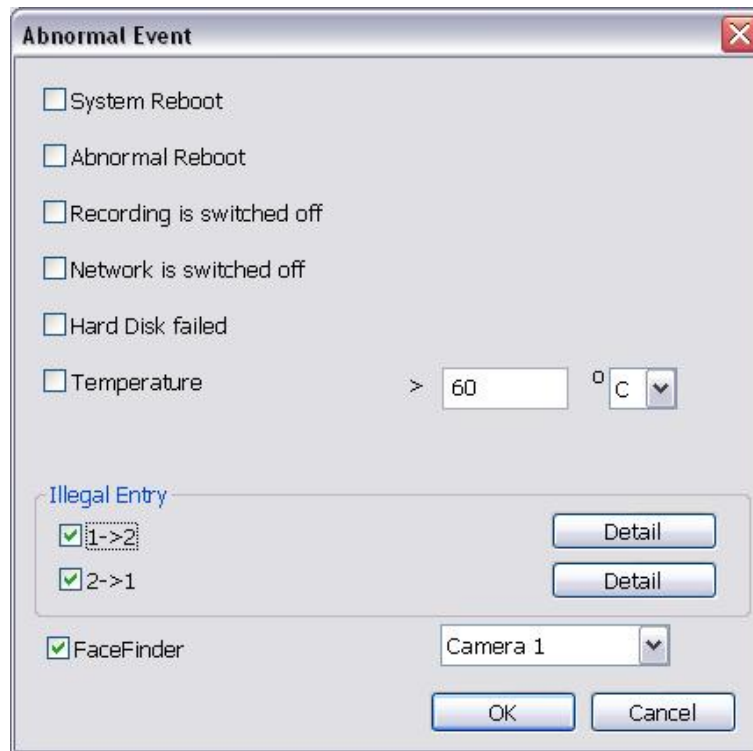 Abnormal Event
System Reboot
Abnormal Reboot
Recording is switched off
Network is switched off
Hard Disk failed
Temperature > 60 o C
Illegal Entry
1->2 Detail
2->1 Detail
FaceFinder Camera 1
OK Cancel